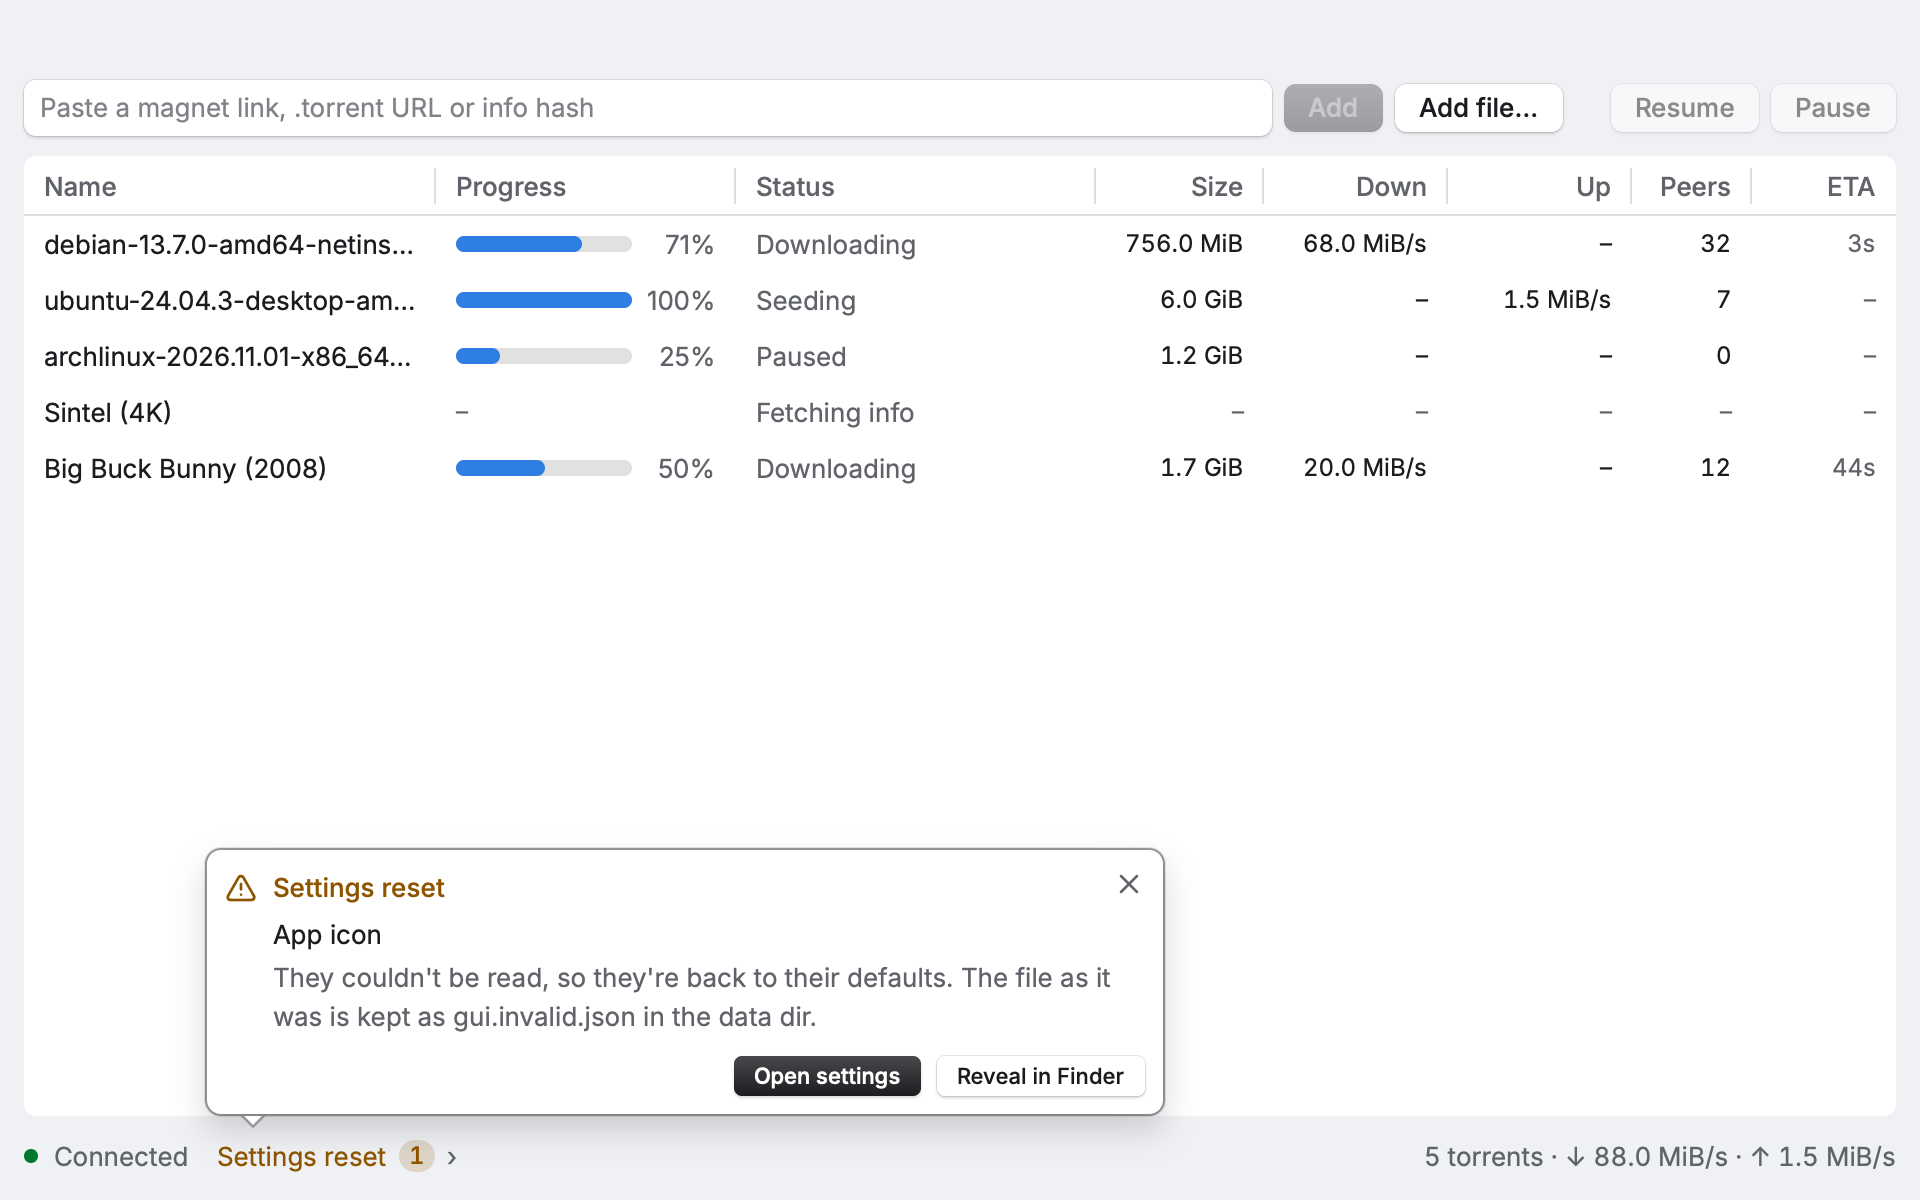 Paste a magnet link, .torrent URL or info hash Add Add file... Resume Pause
Name Progress Status Size Down Up Peers ETA
debian-13.7.0-amd64-netins... 71% Downloading 756.0 MiB 68.0 MiB/s – 32 3s
ubuntu-24.04.3-desktop-am... 100% Seeding 6.0 GiB – 1.5 MiB/s 7 –
archlinux-2026.11.01-x86_64... 25% Paused 1.2 GiB – – 0 –
Sintel (4K) – Fetching info – – – – –
Big Buck Bunny (2008) 50% Downloading 1.7 GiB 20.0 MiB/s – 12 44s
Settings reset
App icon
They couldn't be read, so they're back to their defaults. The file as it
was is kept as gui.invalid.json in the data dir.
Open settings Reveal in Finder
Connected Settings reset 1 › 5 torrents · ↓ 88.0 MiB/s · ↑ 1.5 MiB/s